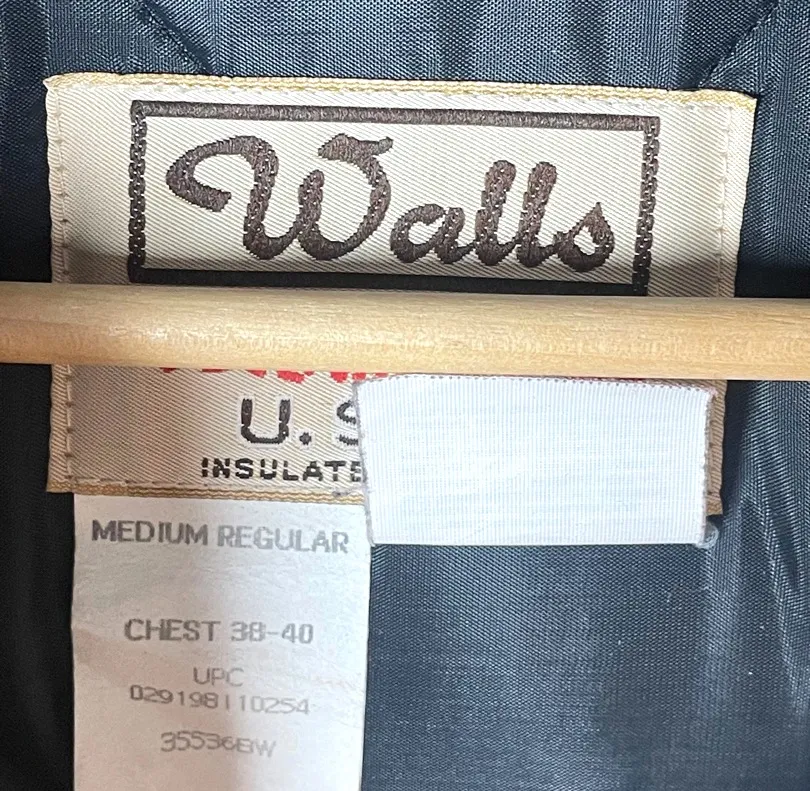 Walls
U. S
INSULATE
MEDIUM REGULAR
CHEST 38-40
UPC
029198110254
35536BW